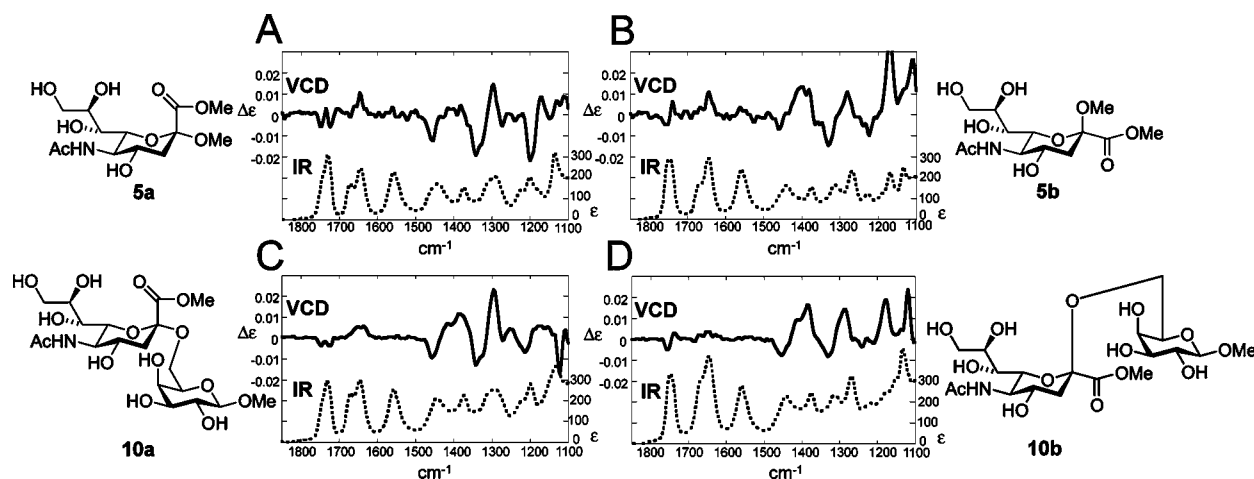 A
B
VCD
0.02
0.01
0
-0.01
-0.02
Δε
IR
300
200
100
0
ε
1800 1700 1600 1500 1400 1300 1200 1100
cm-1
VCD
0.02
0.01
0
-0.01
-0.02
Δε
IR
300
200
100
0
ε
1800 1700 1600 1500 1400 1300 1200 1100
cm-1
HO OH
O
OMe
HO
O
OMe
AcHN
HO
5a
HO OH
OMe
HO
O
OMe
AcHN
O
HO
5b
C
D
VCD
0.02
0.01
0
-0.01
-0.02
Δε
IR
300
200
100
0
ε
1800 1700 1600 1500 1400 1300 1200 1100
cm-1
VCD
0.02
0.01
0
-0.01
-0.02
Δε
IR
300
200
100
0
ε
1800 1700 1600 1500 1400 1300 1200 1100
cm-1
HO OH
O
OMe
HO
O
O
AcHN
HO
HO
O
HO
OMe
OH
10a
O
HO OH
HO
O
HO
OMe
OH
HO
O
OMe
AcHN
O
HO
10b